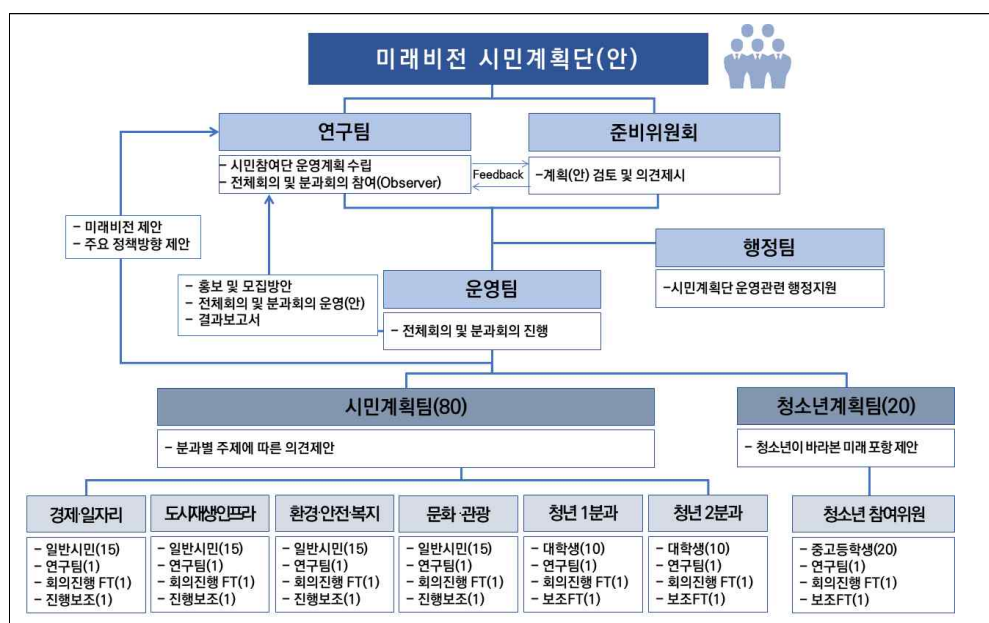 미래비전 시민계획단(안)
연구팀
- 시민참여단 운영계획 수립
- 전체회의 및 분과회의 참여(Observer)
Feedback
준비위원회
-계획(안) 검토 및 의견제시
- 미래비전 제안
- 주요 정책방향 제안
행정팀
-시민계획단 운영관련 행정지원
- 홍보 및 모집방안
- 전체회의 및 분과회의 운영(안)
- 결과보고서
운영팀
- 전체회의 및 분과회의 진행
시민계획팀(80)
- 분과별 주제에 따른 의견제안
청소년계획팀(20)
- 청소년이 바라본 미래 포항 제안
경제·일자리
- 일반시민(15)
- 연구팀(1)
- 회의진행 FT(1)
- 진행보조(1)
도시재생인프라
- 일반시민(15)
- 연구팀(1)
- 회의진행 FT(1)
- 진행보조(1)
환경·안전·복지
- 일반시민(15)
- 연구팀(1)
- 회의진행 FT(1)
- 진행보조(1)
문화·관광
- 일반시민(15)
- 연구팀(1)
- 회의진행 FT(1)
- 진행보조(1)
청년 1분과
- 대학생(10)
- 연구팀(1)
- 회의진행 FT(1)
- 보조FT(1)
청년 2분과
- 대학생(10)
- 연구팀(1)
- 회의진행 FT(1)
- 보조FT(1)
청소년 참여위원
- 중고등학생(20)
- 연구팀(1)
- 회의진행 FT(1)
- 보조FT(1)